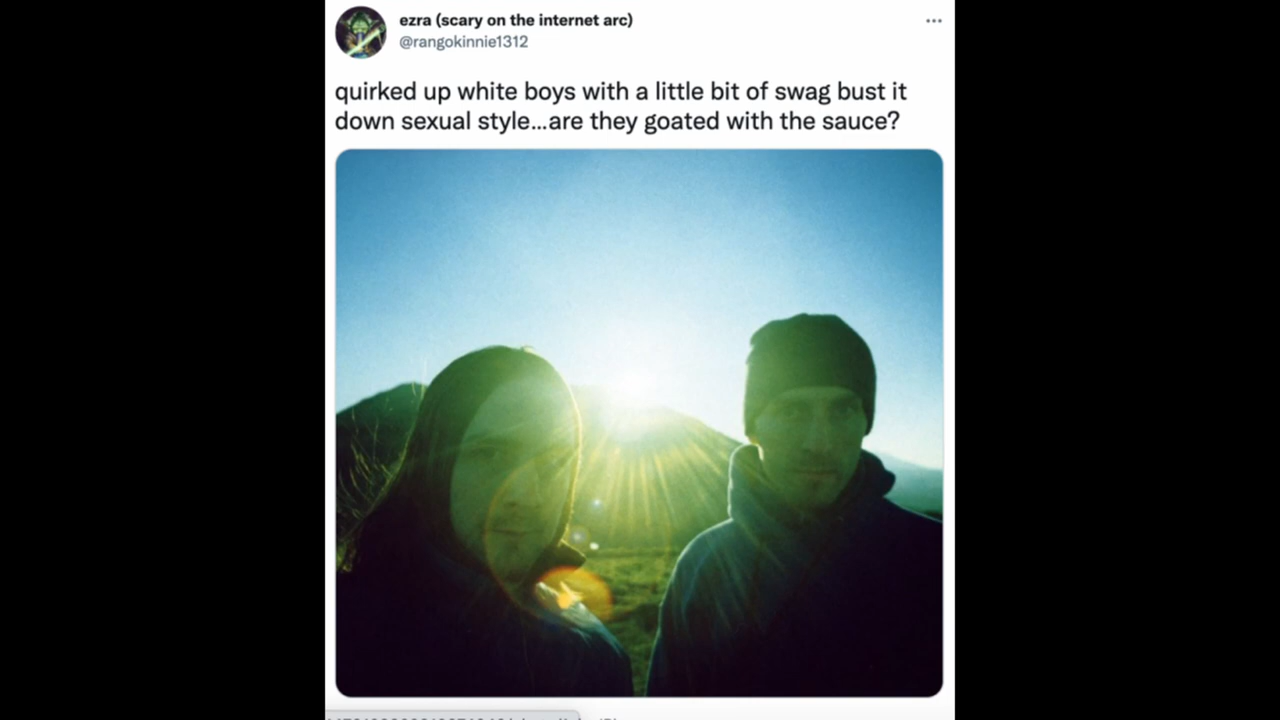 ezra (scary on the internet arc)
@rangokinnie1312
quirked up white boys with a little bit of swag bust it
down sexual style...are they goated with the sauce?